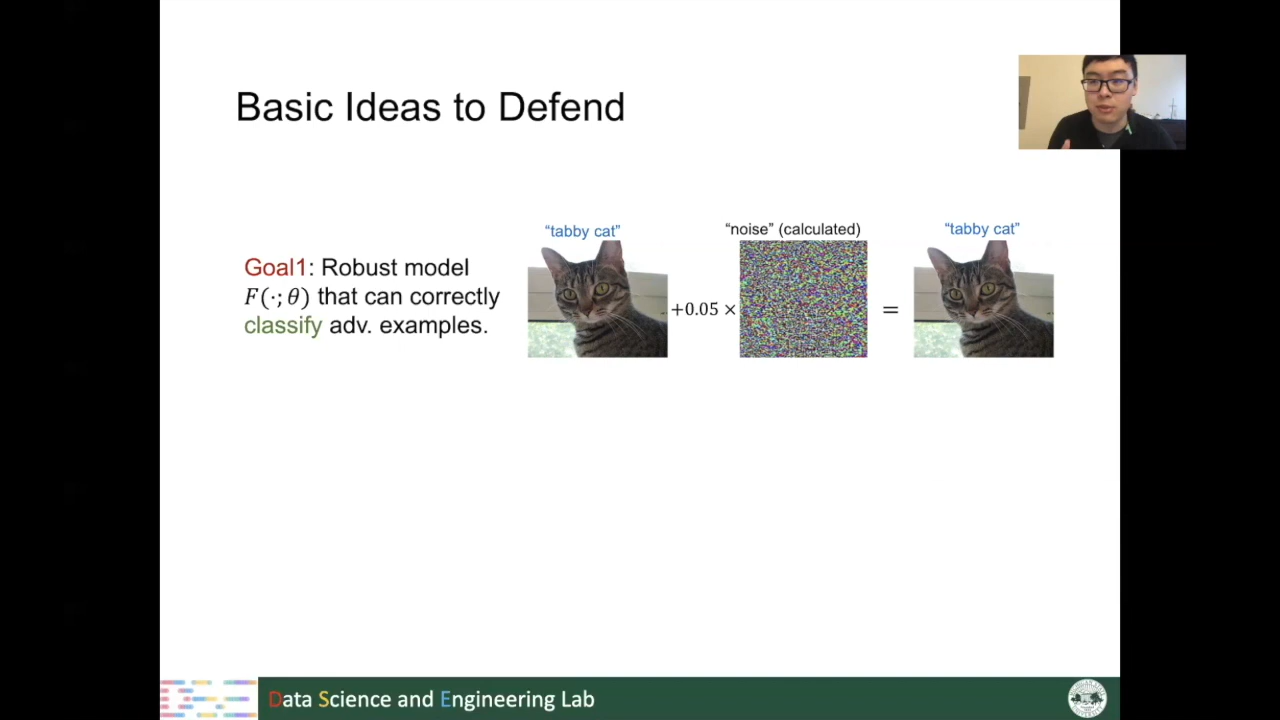 Basic Ideas to Defend
"tabby cat"
"noise" (calculated)
"tabby cat"
Goal1: Robust model
F(·; θ) that can correctly
classify adv. examples.
+0.05 ×
=
Data Science and Engineering Lab